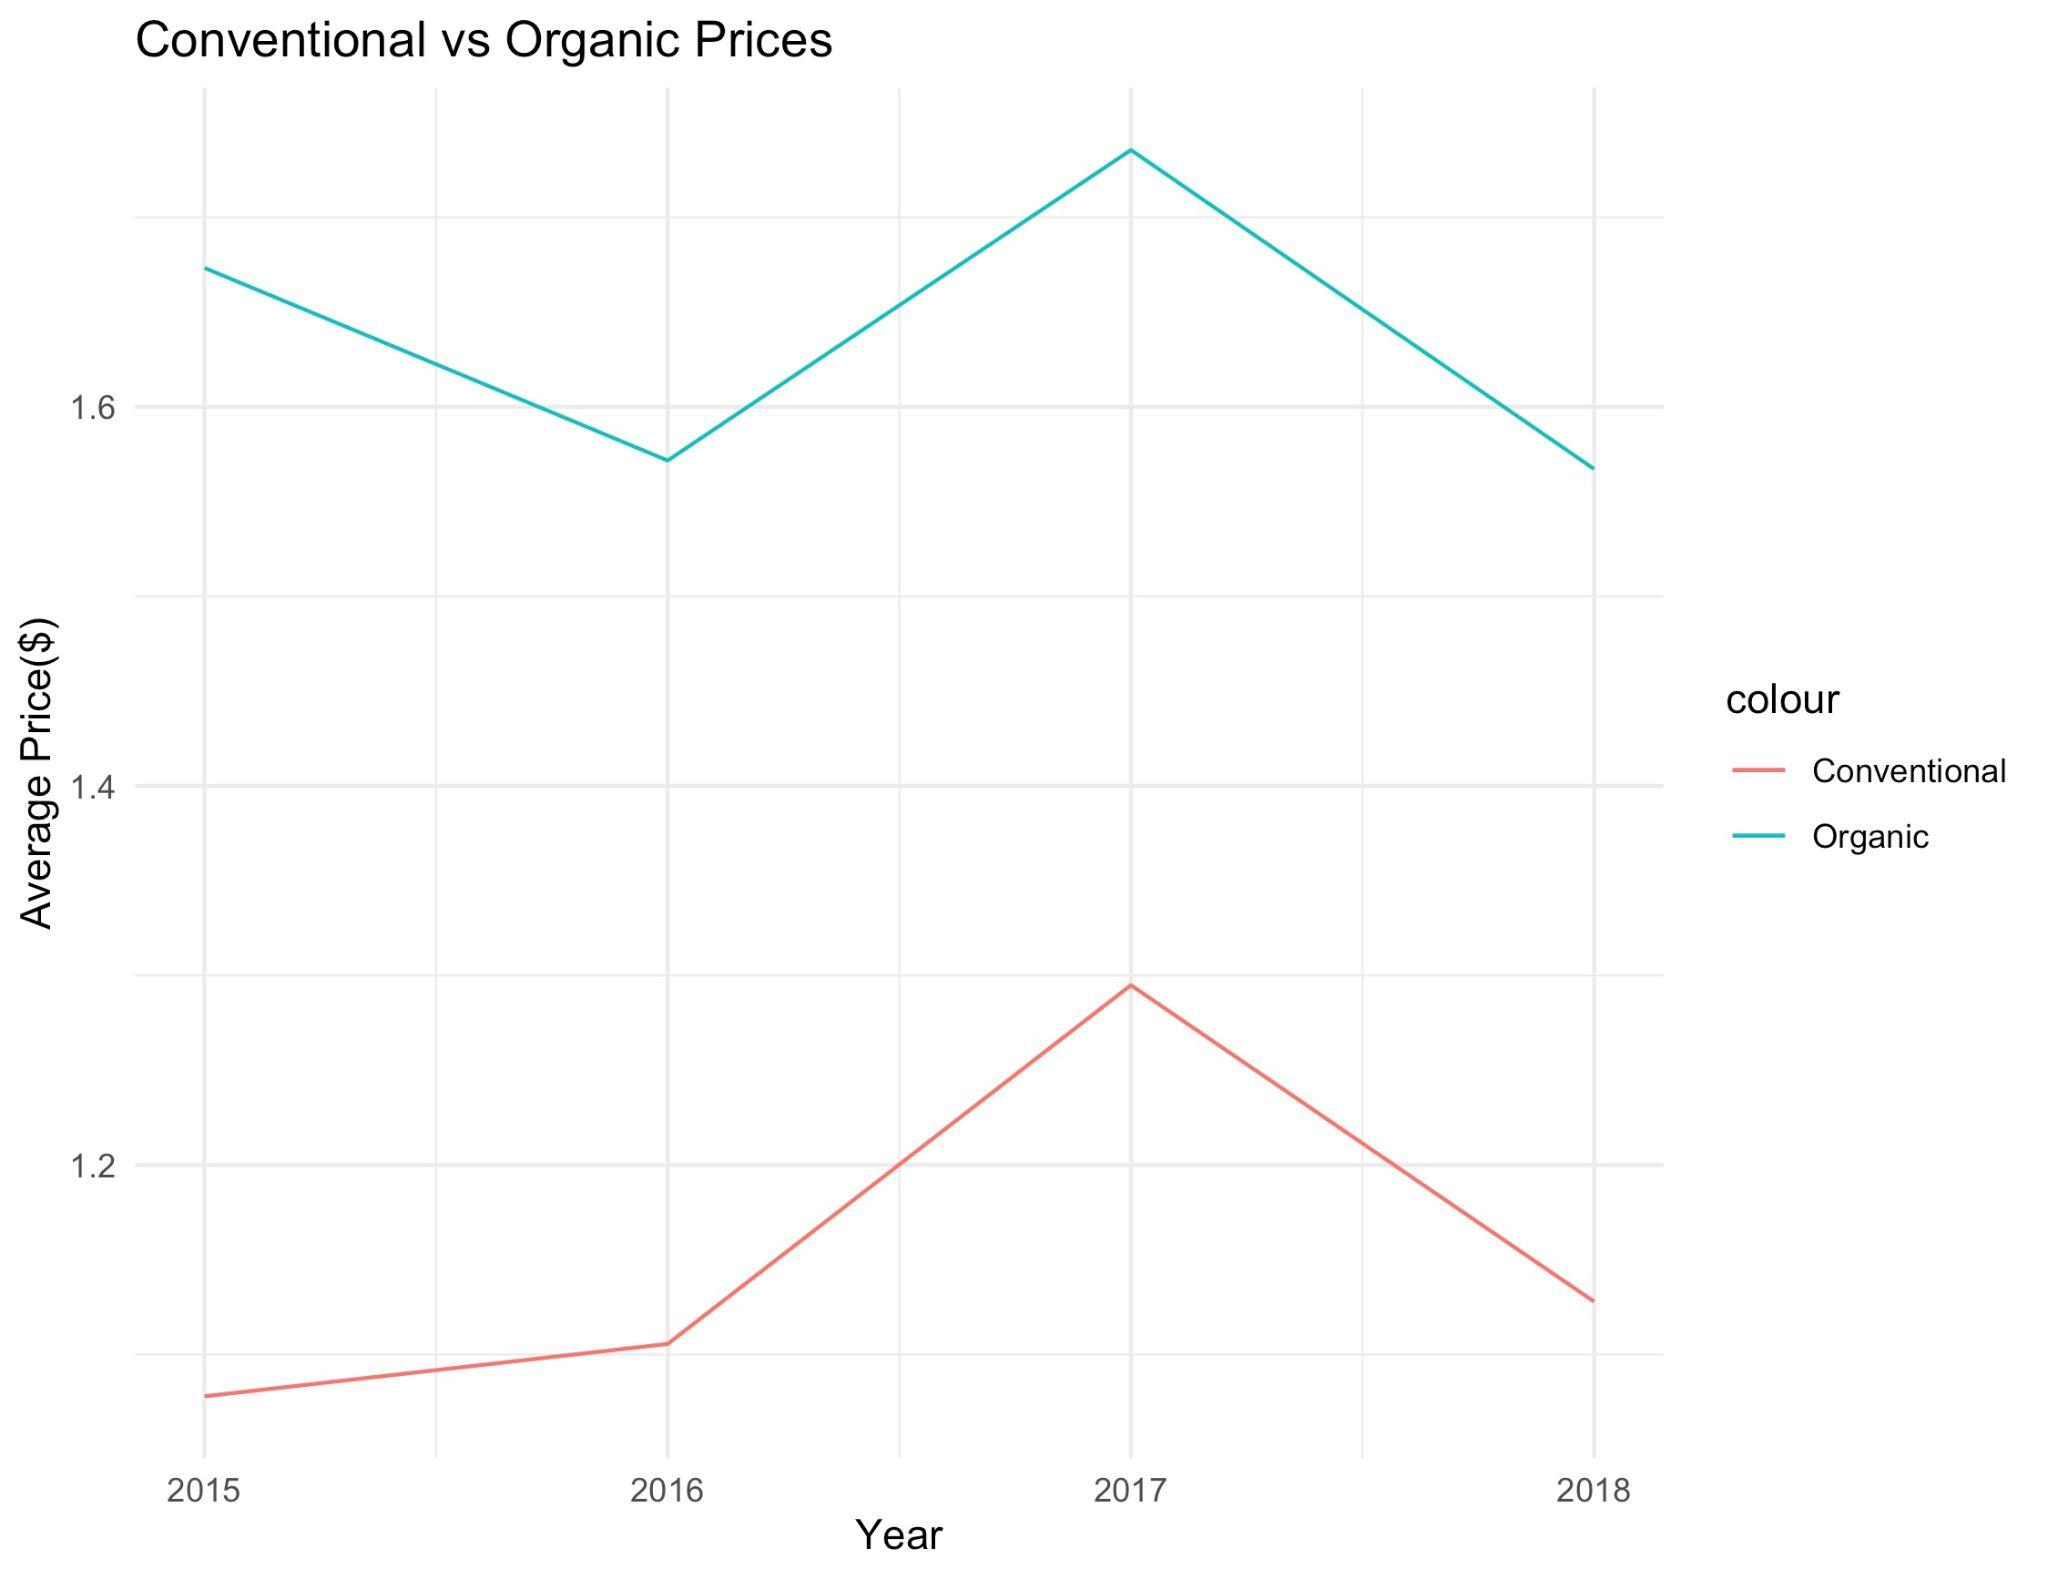 Conventional vs Organic Prices
Average Price($)
1.6
1.4
1.2
2015 2016 2017 2018
Year
colour
Conventional
Organic